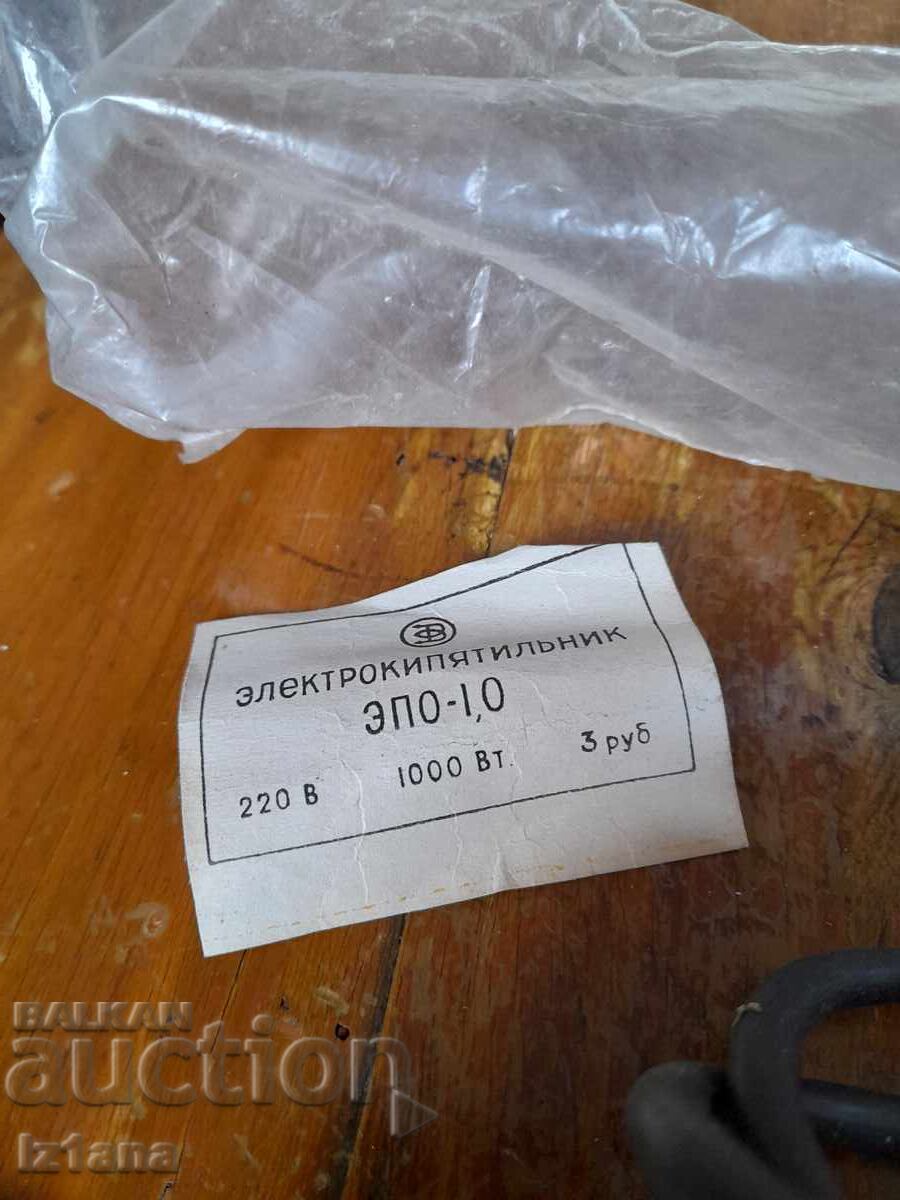 ЭЛЕКТРОКИПЯТИЛЬНИК
ЭПО-1,0
220 В 1000 Вт. 3 руб
BALKAN
auction
Iz1ana